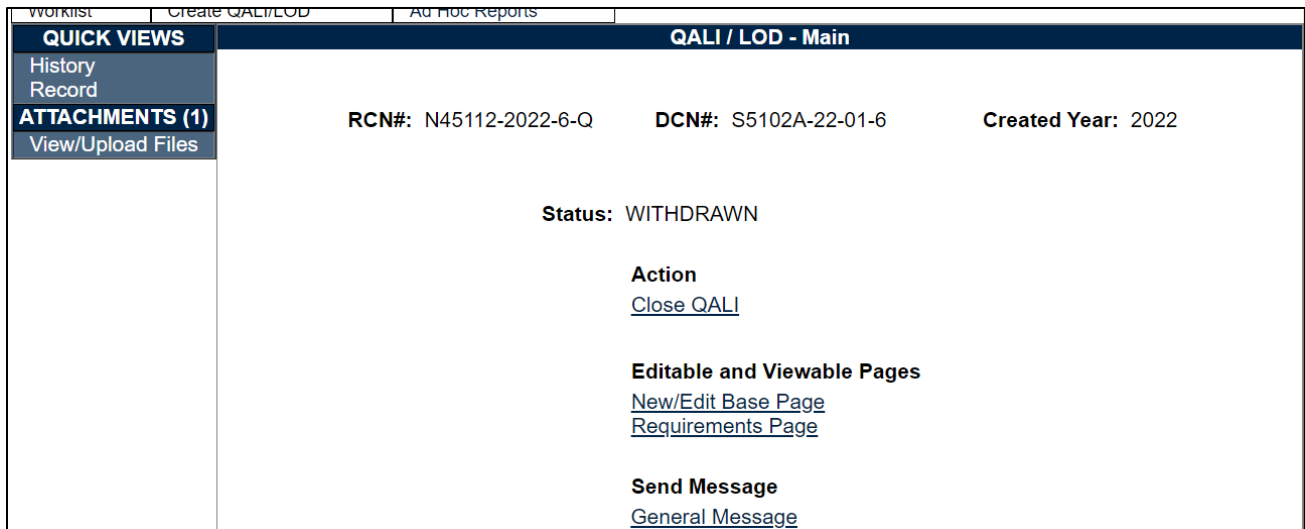 Worklist Create QALI/LOD Ad Hoc Reports
QUICK VIEWS
History
Record
ATTACHMENTS (1)
View/Upload Files
QALI / LOD - Main
RCN#: N45112-2022-6-Q DCN#: S5102A-22-01-6 Created Year: 2022
Status: WITHDRAWN
Action
Close QALI
Editable and Viewable Pages
New/Edit Base Page
Requirements Page
Send Message
General Message